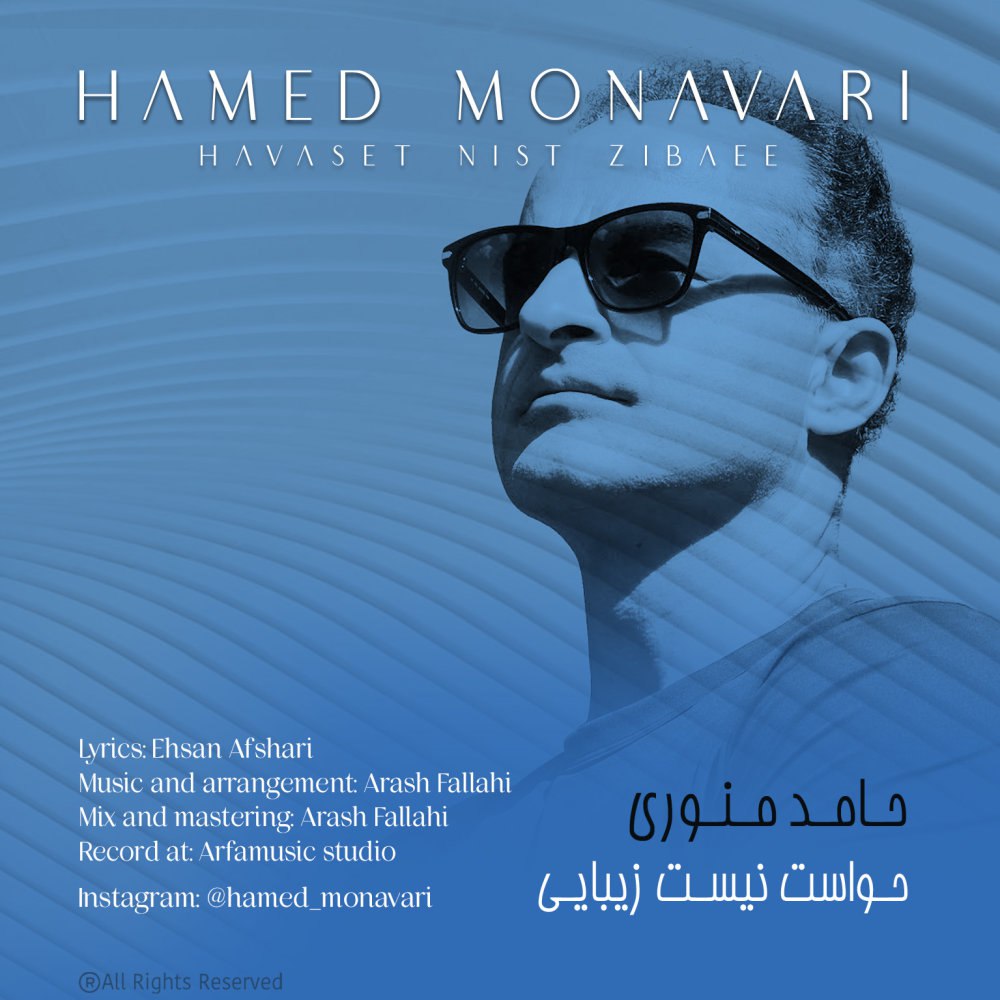 HAMED MONAVARI
HAVASET NIST ZIBAEE
Lyrics: Ehsan Afshari
Music and arrangement: Arash Fallahi
Mix and mastering: Arash Fallahi
Record at: Arfamusic studio
Instagram: @hamed_monavari
حامد منوری
حواست نیست زیبایی
®All Rights Reserved